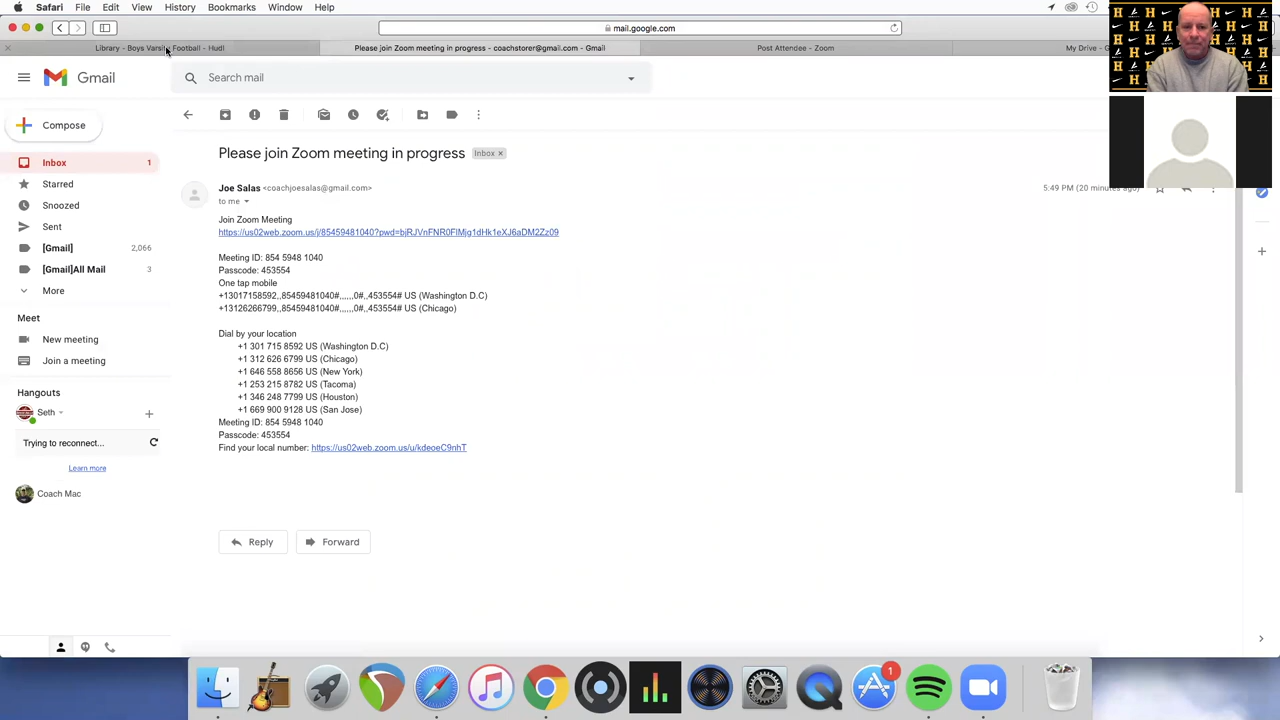 Safari File Edit View History Bookmarks Window Help
mail.google.com
Library - Boys Varsity Football - Hudl
Please join Zoom meeting in progress - coachstorer@gmail.com - Gmail
Post Attendee - Zoom
My Drive - G
Gmail
Search mail
Compose
Inbox 1
Starred
Snoozed
Sent
[Gmail] 2,066
[Gmail]All Mail 3
More
Meet
New meeting
Join a meeting
Hangouts
Seth
Trying to reconnect...
Learn more
Coach Mac
Please join Zoom meeting in progress Inbox x
Joe Salas <coachjoesalas@gmail.com>
5:49 PM (20 minutes ago)
to me
Join Zoom Meeting
https://us02web.zoom.us/j/85459481040?pwd=bjRJVnFNR0FIMjg1dHk1eXJ6aDM2Zz09
Meeting ID: 854 5948 1040
Passcode: 453554
One tap mobile
+13017158592,,85459481040#,,,,,,0#,,453554# US (Washington D.C)
+13126266799,,85459481040#,,,,,,0#,,453554# US (Chicago)
Dial by your location
+1 301 715 8592 US (Washington D.C)
+1 312 626 6799 US (Chicago)
+1 646 558 8656 US (New York)
+1 253 215 8782 US (Tacoma)
+1 346 248 7799 US (Houston)
+1 669 900 9128 US (San Jose)
Meeting ID: 854 5948 1040
Passcode: 453554
Find your local number: https://us02web.zoom.us/u/kdeoeC9nhT
Reply
Forward
1